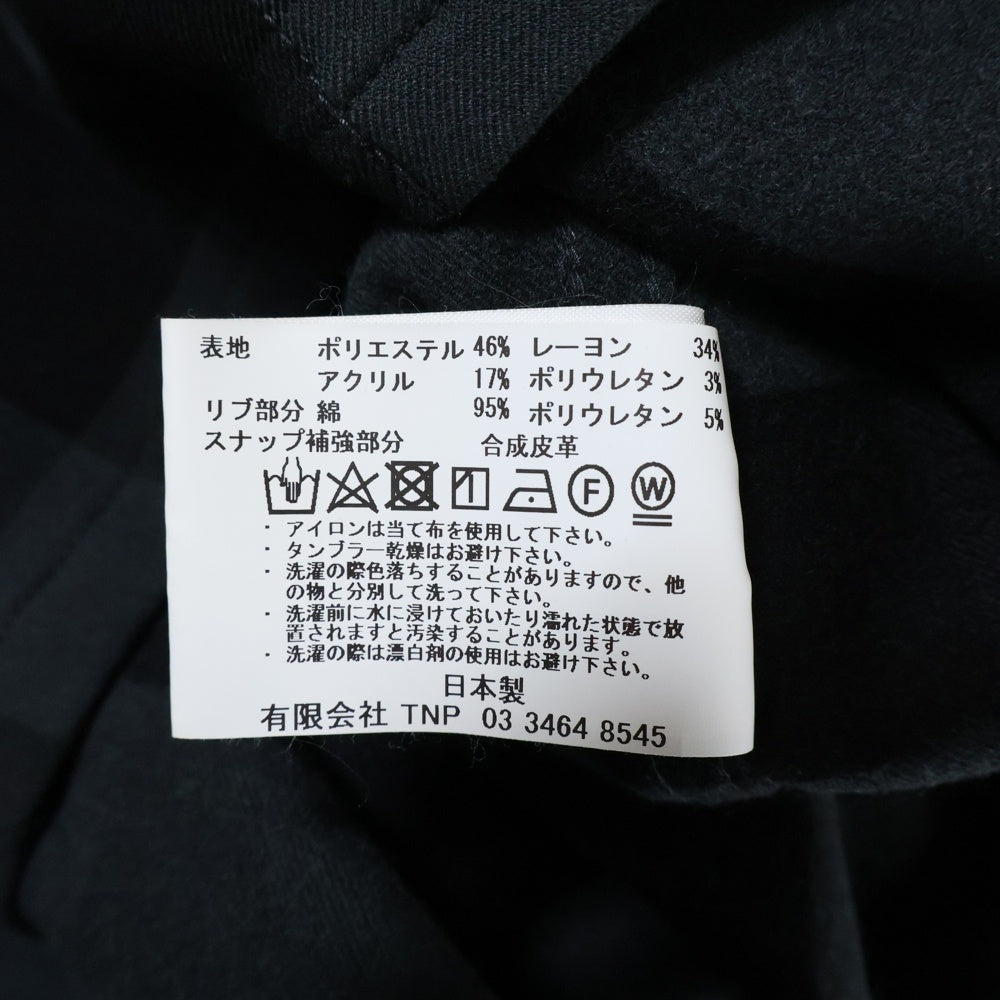 表地 ポリエステル 46% レーヨン 34%
アクリル 17% ポリウレタン 3%
リブ部分 綿 95% ポリウレタン 5%
スナップ補強部分 合成皮革
F W
・ アイロンは当て布を使用して下さい。
・ タンブラー乾燥はお避け下さい。
・ 洗濯の際色落ちすることがありますので、他
の物と分別して洗って下さい。
・ 洗濯前に水に浸けておいたり濡れた状態で放
置されますと汚染することがあります。
・ 洗濯の際は漂白剤の使用はお避け下さい。
日本製
有限会社 TNP 03 3464 8545